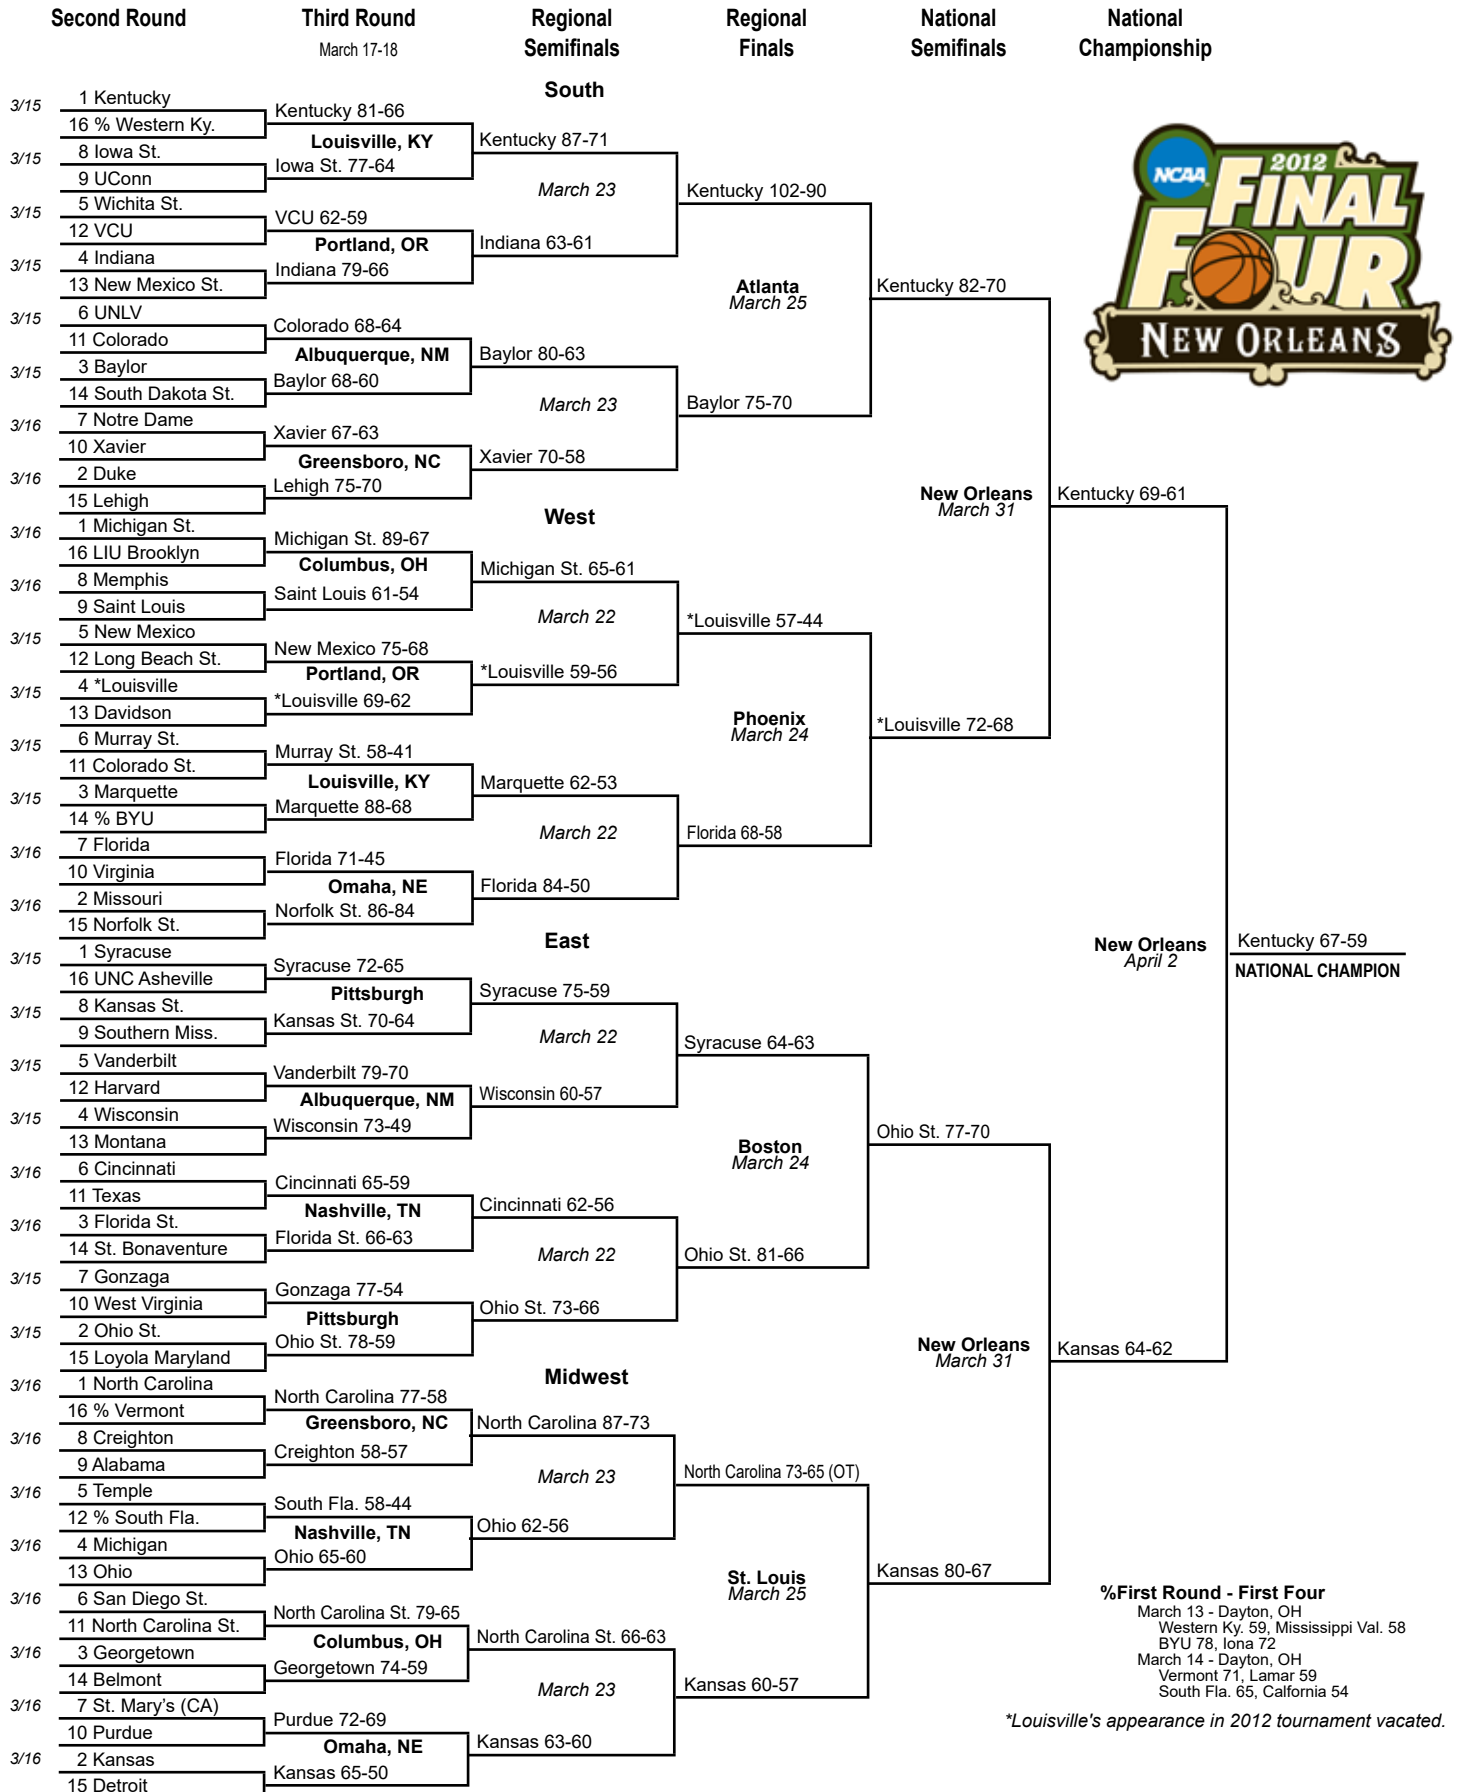 Second Round
Third Round
March 17-18
Regional
Semifinals
Regional
Finals
National
Semifinals
National
Championship
NCAA
2012
FINAL
FOUR
NEW ORLEANS
South
3/15
1 Kentucky
16 % Western Ky.
3/15
8 Iowa St.
9 UConn
3/15
5 Wichita St.
12 VCU
3/15
4 Indiana
13 New Mexico St.
3/15
6 UNLV
11 Colorado
3/15
3 Baylor
14 South Dakota St.
3/16
7 Notre Dame
10 Xavier
3/16
2 Duke
15 Lehigh
Kentucky 81-66
Louisville, KY
Iowa St. 77-64
VCU 62-59
Portland, OR
Indiana 79-66
Colorado 68-64
Albuquerque, NM
Baylor 68-60
Xavier 67-63
Greensboro, NC
Lehigh 75-70
Kentucky 87-71
March 23
Indiana 63-61
Baylor 80-63
March 23
Xavier 70-58
Kentucky 102-90
Atlanta
March 25
Baylor 75-70
Kentucky 82-70
West
3/16
1 Michigan St.
16 LIU Brooklyn
3/16
8 Memphis
9 Saint Louis
3/15
5 New Mexico
12 Long Beach St.
3/15
4 *Louisville
13 Davidson
3/15
6 Murray St.
11 Colorado St.
3/15
3 Marquette
14 % BYU
3/16
7 Florida
10 Virginia
3/16
2 Missouri
15 Norfolk St.
Michigan St. 89-67
Columbus, OH
Saint Louis 61-54
New Mexico 75-68
Portland, OR
*Louisville 69-62
Murray St. 58-41
Louisville, KY
Marquette 88-68
Florida 71-45
Omaha, NE
Norfolk St. 86-84
Michigan St. 65-61
March 22
*Louisville 59-56
Marquette 62-53
March 22
Florida 84-50
*Louisville 57-44
Phoenix
March 24
Florida 68-58
*Louisville 72-68
New Orleans
March 31
Kentucky 69-61
East
3/15
1 Syracuse
16 UNC Asheville
3/15
8 Kansas St.
9 Southern Miss.
3/15
5 Vanderbilt
12 Harvard
3/15
4 Wisconsin
13 Montana
3/16
6 Cincinnati
11 Texas
3/16
3 Florida St.
14 St. Bonaventure
3/15
7 Gonzaga
10 West Virginia
3/15
2 Ohio St.
15 Loyola Maryland
Syracuse 72-65
Pittsburgh
Kansas St. 70-64
Vanderbilt 79-70
Albuquerque, NM
Wisconsin 73-49
Cincinnati 65-59
Nashville, TN
Florida St. 66-63
Gonzaga 77-54
Pittsburgh
Ohio St. 78-59
Syracuse 75-59
March 22
Wisconsin 60-57
Cincinnati 62-56
March 22
Ohio St. 73-66
Syracuse 64-63
Boston
March 24
Ohio St. 81-66
Ohio St. 77-70
Midwest
3/16
1 North Carolina
16 % Vermont
3/16
8 Creighton
9 Alabama
3/16
5 Temple
12 % South Fla.
3/16
4 Michigan
13 Ohio
3/16
6 San Diego St.
11 North Carolina St.
3/16
3 Georgetown
14 Belmont
3/16
7 St. Mary's (CA)
10 Purdue
3/16
2 Kansas
15 Detroit
North Carolina 77-58
Greensboro, NC
Creighton 58-57
South Fla. 58-44
Nashville, TN
Ohio 65-60
North Carolina St. 79-65
Columbus, OH
Georgetown 74-59
Purdue 72-69
Omaha, NE
Kansas 65-50
North Carolina 87-73
March 23
Ohio 62-56
North Carolina St. 66-63
March 23
Kansas 63-60
North Carolina 73-65 (OT)
St. Louis
March 25
Kansas 60-57
Kansas 80-67
New Orleans
March 31
Kansas 64-62
New Orleans
April 2
Kentucky 67-59
NATIONAL CHAMPION
%First Round - First Four
March 13 - Dayton, OH
Western Ky. 59, Mississippi Val. 58
BYU 78, Iona 72
March 14 - Dayton, OH
Vermont 71, Lamar 59
South Fla. 65, Calfornia 54
*Louisville's appearance in 2012 tournament vacated.